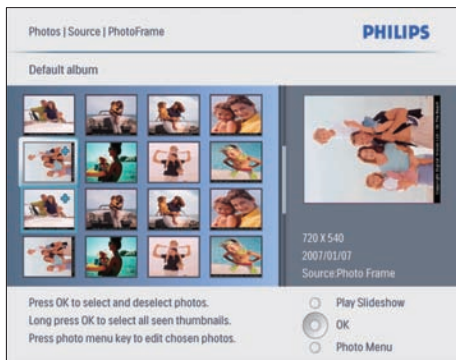 Photos | Source | PhotoFrame
PHILIPS
Default album
720 X 540
2007/01/07
Source:Photo Frame
Press OK to select and deselect photos.
Long press OK to select all seen thumbnails.
Press photo menu key to edit chosen photos.
Play Slideshow
OK
Photo Menu